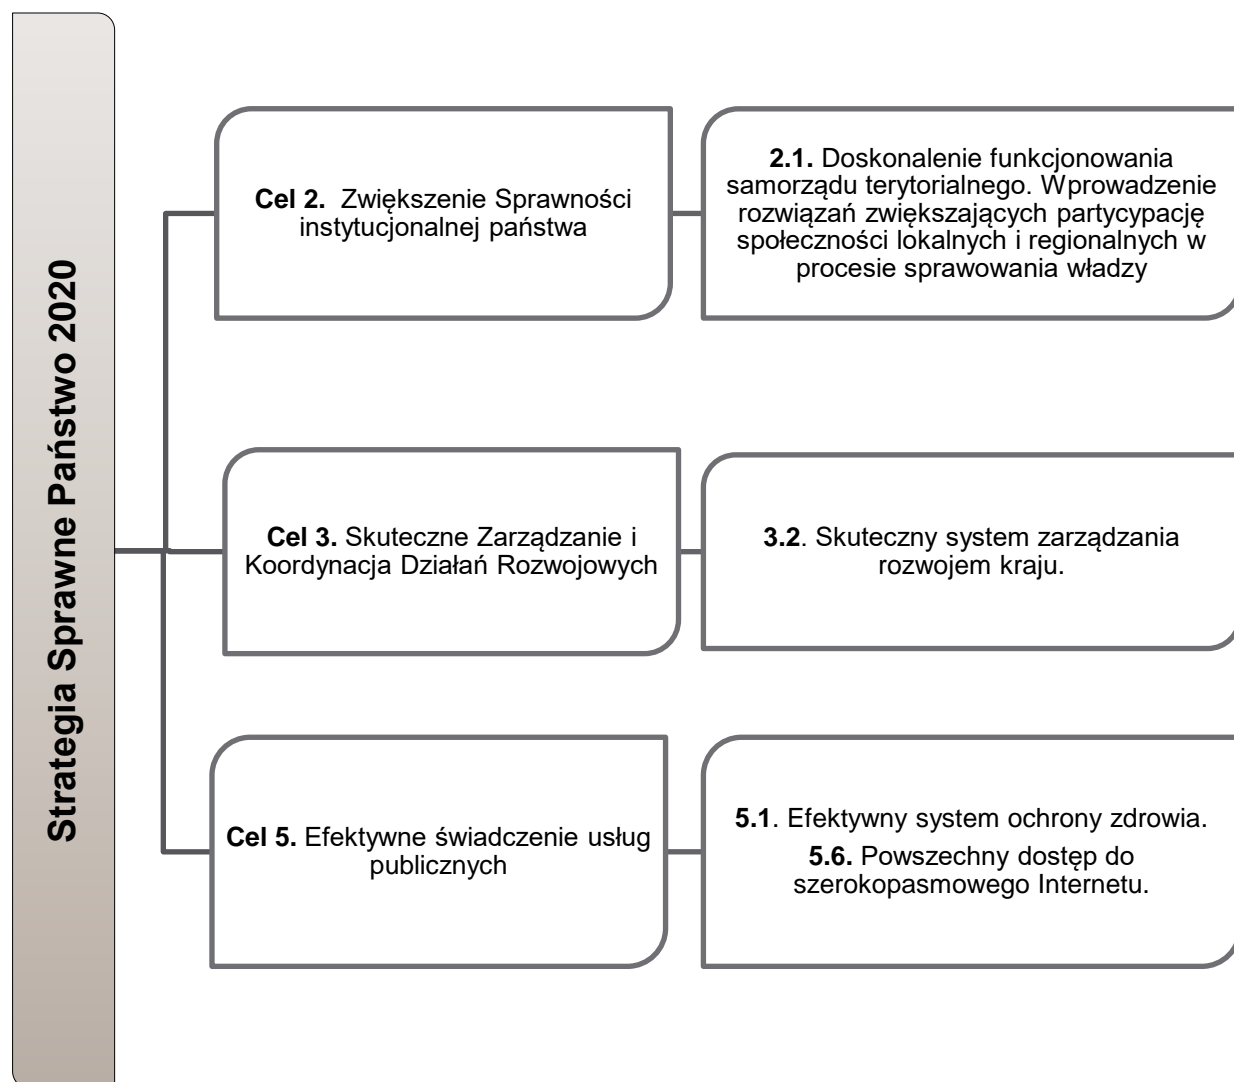 Strategia Sprawne Państwo 2020
Cel 2. Zwiększenie Sprawności
instytucjonalnej państwa
2.1. Doskonalenie funkcjonowania
samorządu terytorialnego. Wprowadzenie
rozwiązań zwiększających partycypację
społeczności lokalnych i regionalnych w
procesie sprawowania władzy
Cel 3. Skuteczne Zarządzanie i
Koordynacja Działań Rozwojowych
3.2. Skuteczny system zarządzania
rozwojem kraju.
Cel 5. Efektywne świadczenie usług
publicznych
5.1. Efektywny system ochrony zdrowia.
5.6. Powszechny dostęp do
szerokopasmowego Internetu.